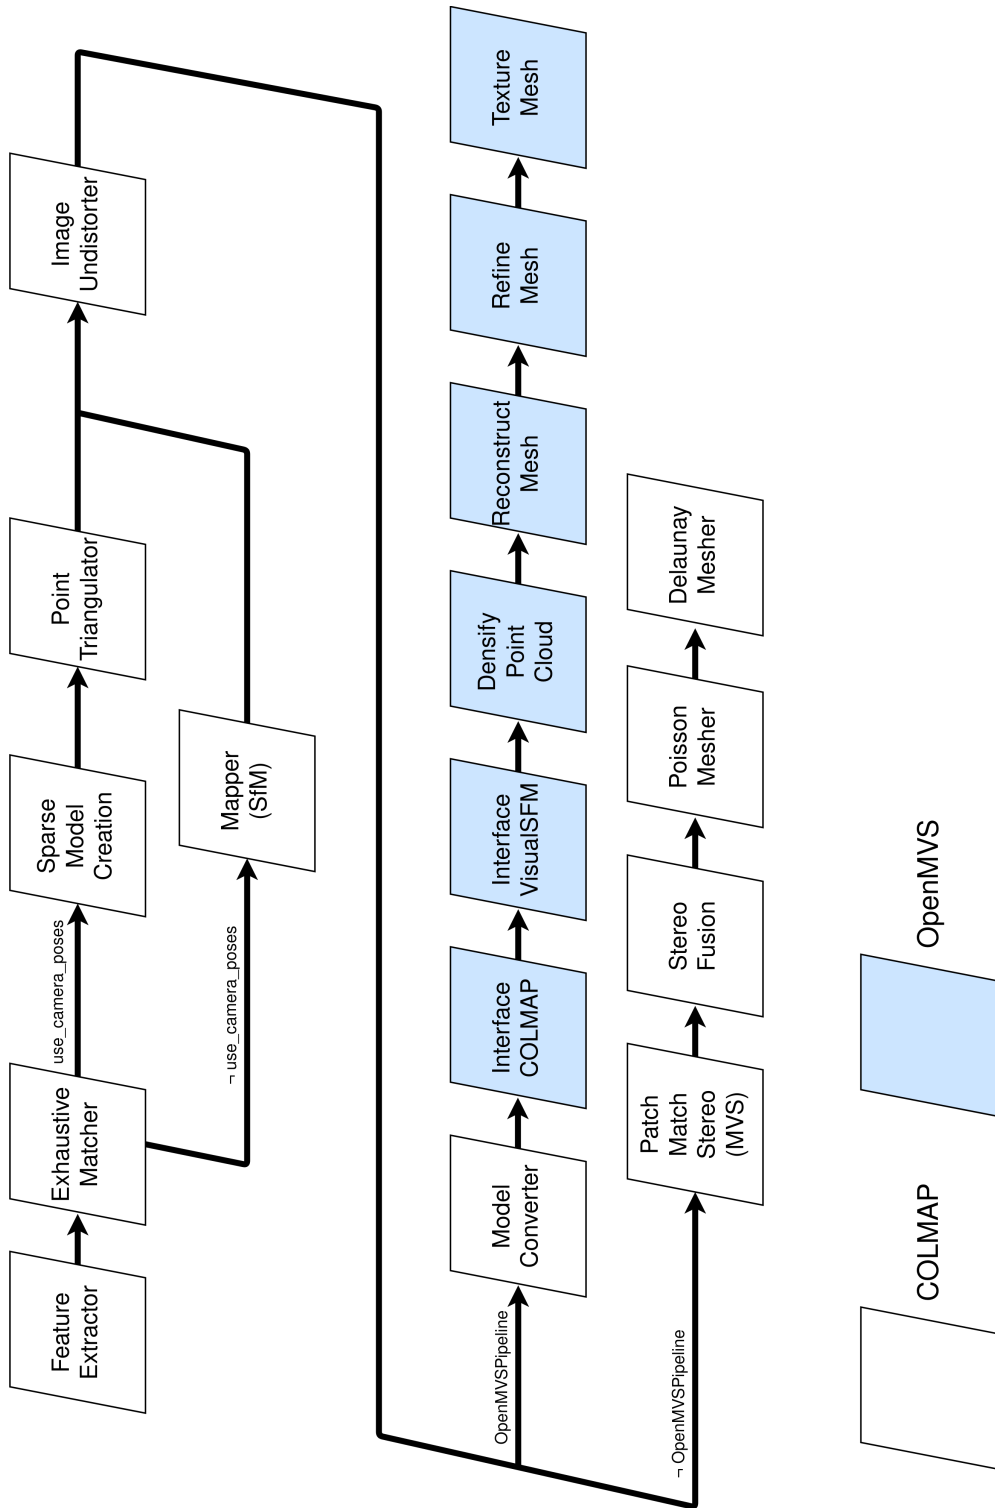 Feature
Extractor
Exhaustive
Matcher
use_camera_poses
¬ use_camera_poses
Sparse
Model
Creation
Mapper
(SfM)
Point
Triangulator
Image
Undistorter
OpenMVSPipeline
Model
Converter
Interface
COLMAP
Interface
VisualSFM
Densify
Point
Cloud
Reconstruct
Mesh
Refine
Mesh
Texture
Mesh
¬ OpenMVSPipeline
Patch
Match
Stereo
(MVS)
Stereo
Fusion
Poisson
Mesher
Delaunay
Mesher
COLMAP
OpenMVS